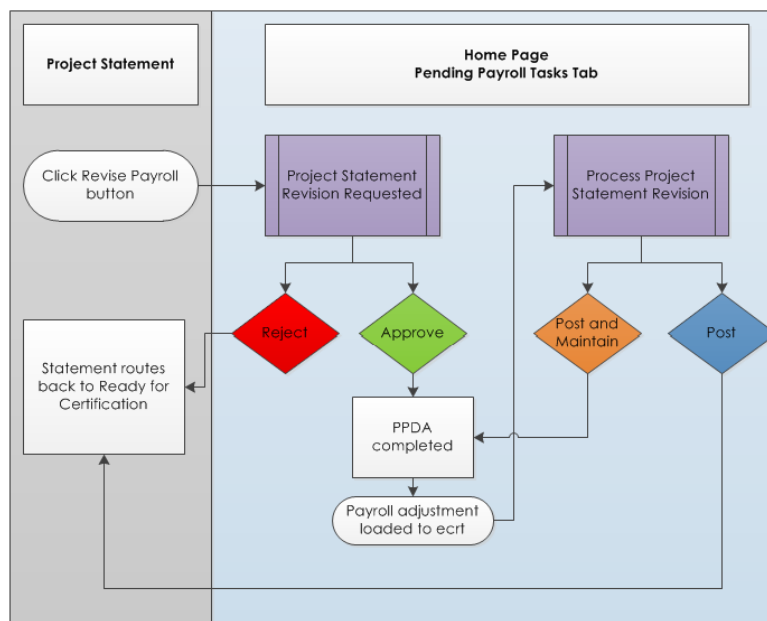 Project Statement
Home Page
Pending Payroll Tasks Tab
Click Revise Payroll
button
Project Statement
Revision Requested
Process Project
Statement Revision
Reject
Approve
Post and
Maintain
Post
Statement routes
back to Ready for
Certification
PPDA
completed
Payroll adjustment
loaded to ecrt